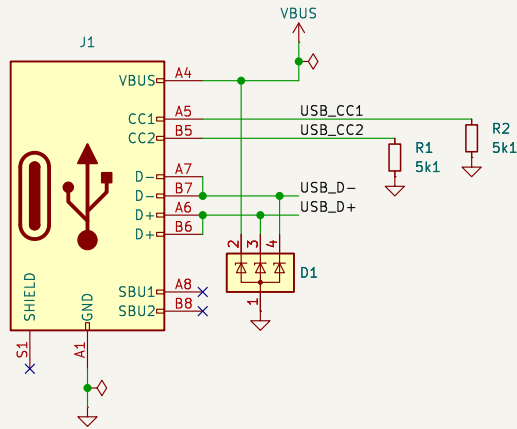 VBUS
J1
VBUS A4
CC1 A5 USB_CC1
CC2 B5 USB_CC2
R2
5k1
R1
5k1
D- A7
D- B7 USB_D-
D+ A6 USB_D+
D+ B6
2 3 4
D1
SBU1 A8
SBU2 B8
1
SHIELD
GND
S1
A1